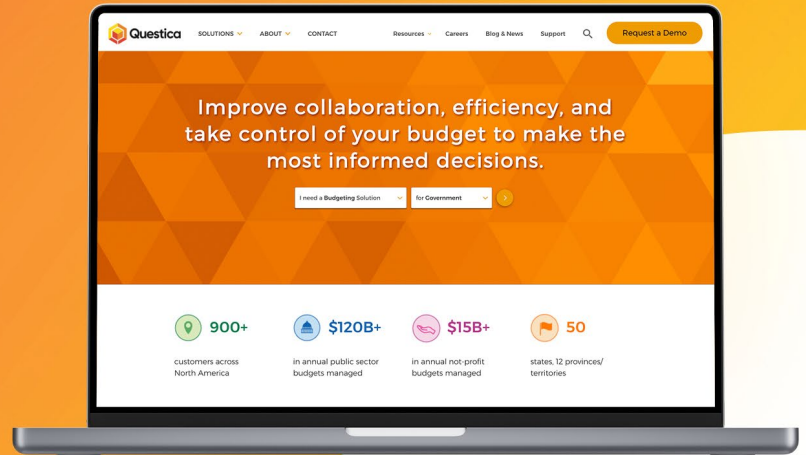 Questica
SOLUTIONS
ABOUT
CONTACT
Resources
Careers
Blog & News
Support
Request a Demo
Improve collaboration, efficiency, and
take control of your budget to make the
most informed decisions.
I need a Budgeting Solution
for Government
900+
customers across
North America
$120B+
in annual public sector
budgets managed
$15B+
in annual not-profit
budgets managed
50
states, 12 provinces/
territories